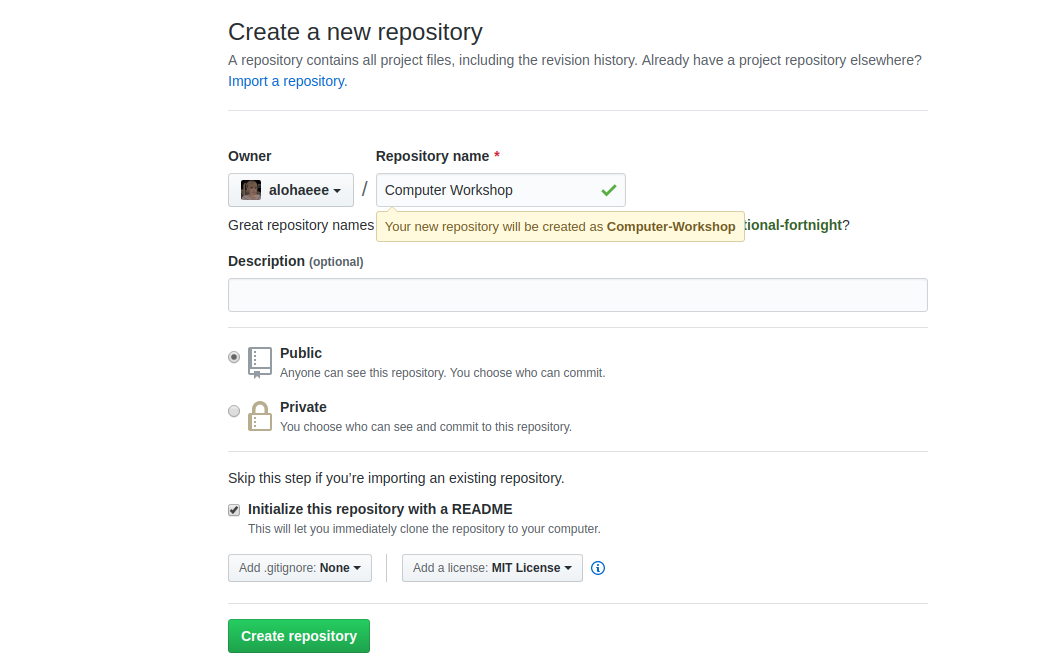 Create a new repository
A repository contains all project files, including the revision history. Already have a project repository elsewhere?
Import a repository.
Owner
Repository name *
alohaeee
/
Computer Workshop
Great repository names
Your new repository will be created as Computer-Workshop
tional-fortnight?
Description (optional)
Public
Anyone can see this repository. You choose who can commit.
Private
You choose who can see and commit to this repository.
Skip this step if you’re importing an existing repository.
Initialize this repository with a README
This will let you immediately clone the repository to your computer.
Add .gitignore: None
Add a license: MIT License
Create repository